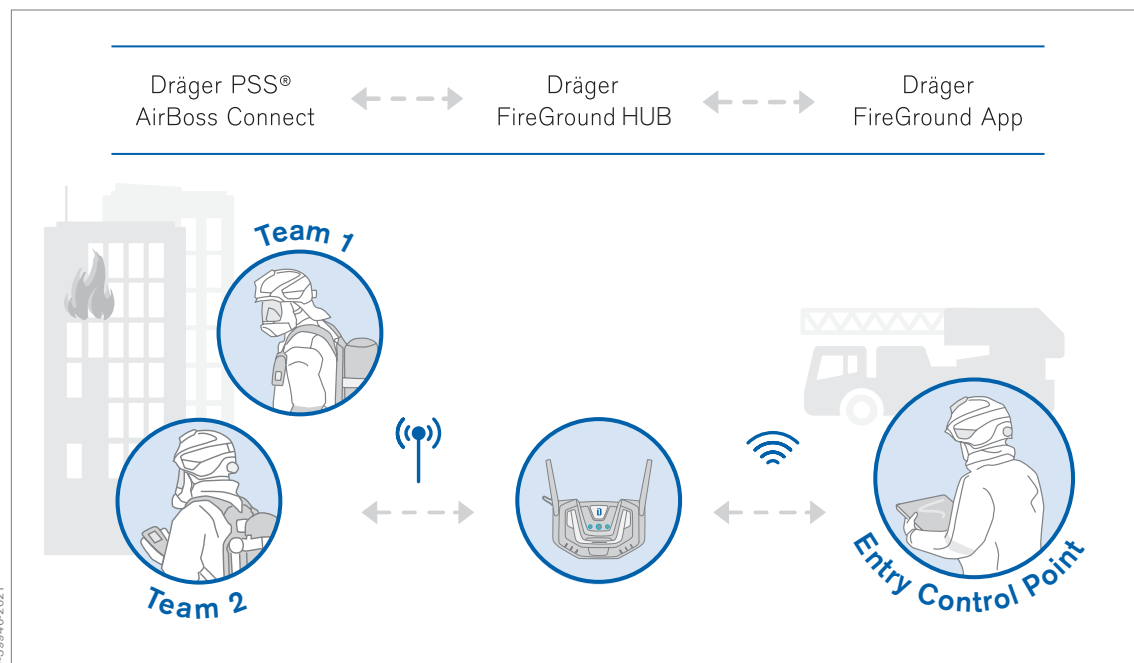 Dräger PSS®
AirBoss Connect
Dräger
FireGround HUB
Dräger
FireGround App
Team 1
Team 2
Entry Control Point